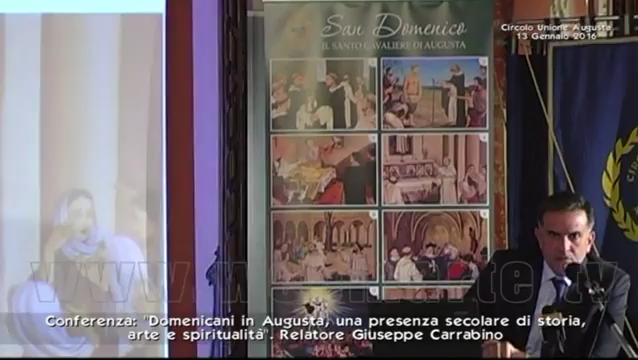 San Domenico
IL SANTO CAVALIERE DI AUGUSTA
Circolo Unione Augusta
13 Gennaio 2016
Conferenza: "Domenicani in Augusta, una presenza secolare di storia,
arte e spiritualità". Relatore Giuseppe Carrabino